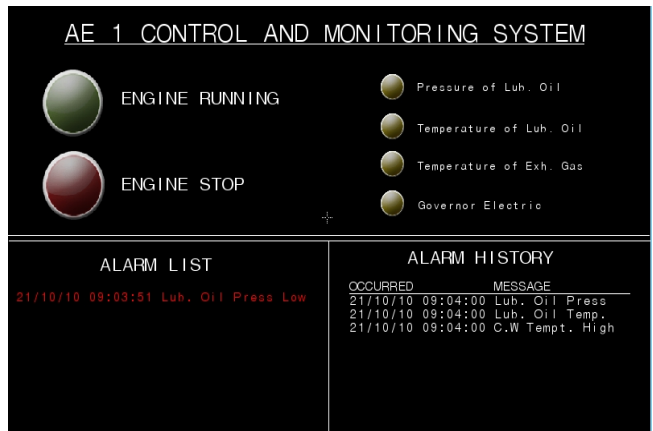 AE 1 CONTROL AND MONITORING SYSTEM
ENGINE RUNNING
ENGINE STOP
Pressure of Luh. Oil
Temperature of Luh. Oil
Temperature of Exh. Gas
Governor Electric
ALARM LIST
21/10/10 09:03:51 Luh. Oil Press Low
ALARM HISTORY
OCCURRED MESSAGE
21/10/10 09:04:00 Luh. Oil Press
21/10/10 09:04:00 Luh. Oil Temp.
21/10/10 09:04:00 C.W Tempt. High